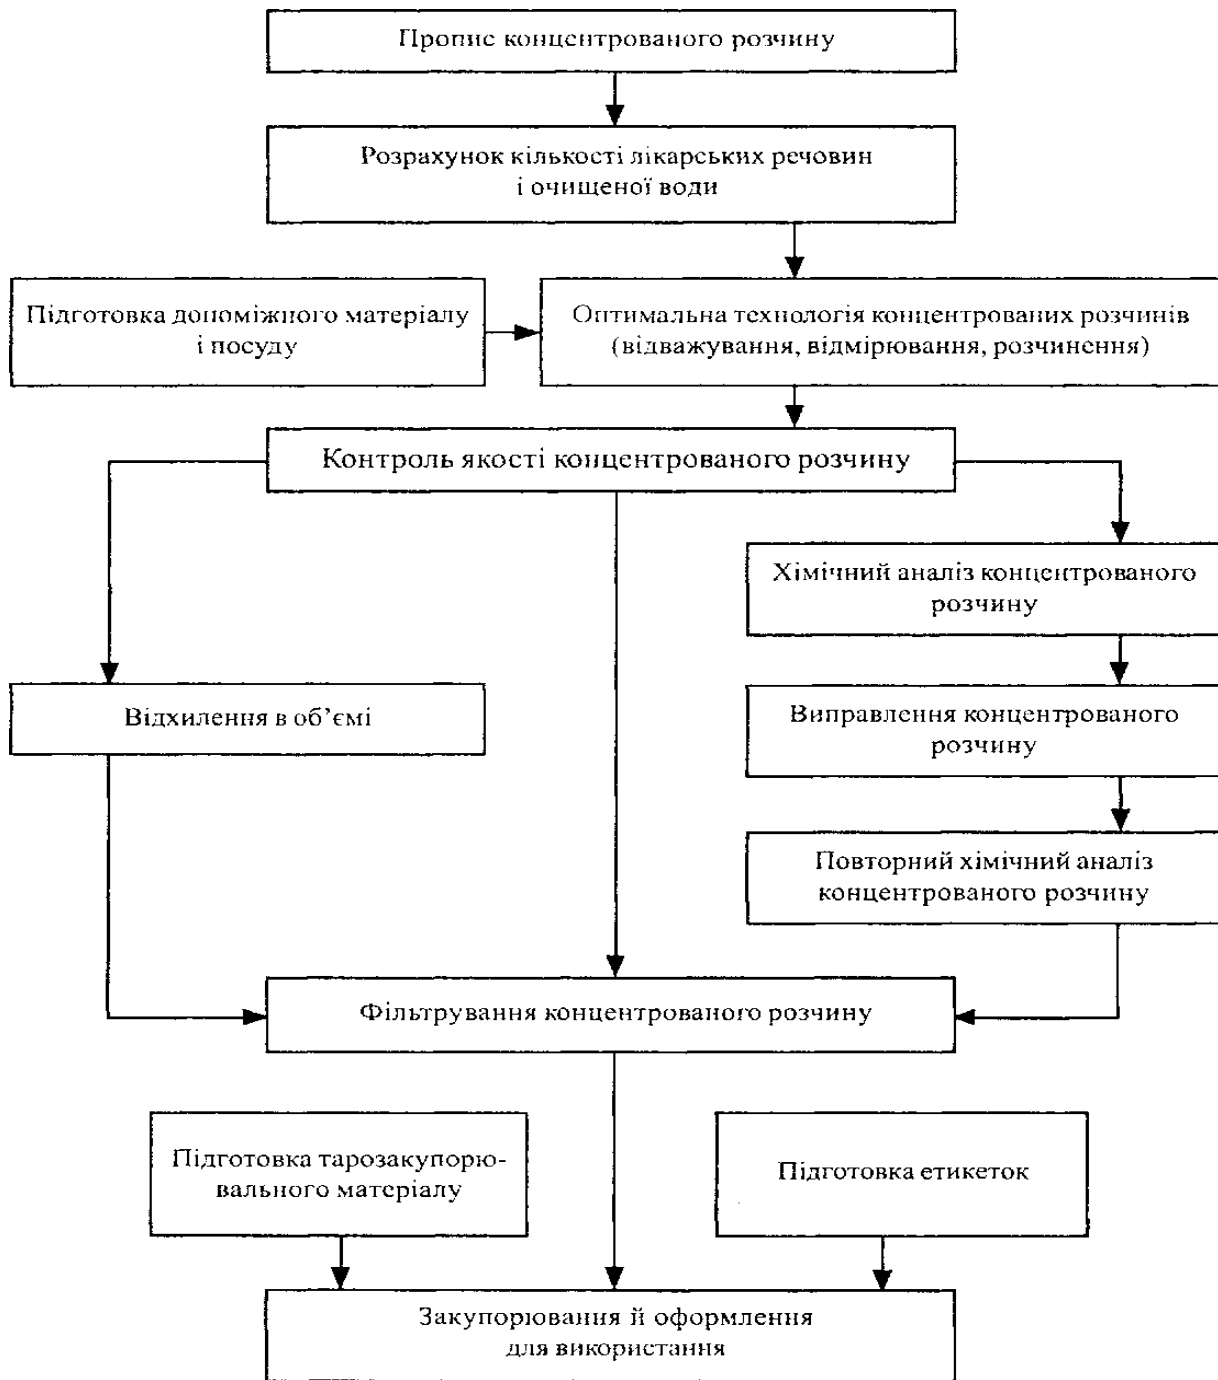 Пропис концентрованого розчину
Розрахунок кількості лікарських речовин
і очищеної води
Підготовка допоміжного матеріалу
і посуду
Оптимальна технологія концентрованих розчинів
(відважування, відмірювання, розчинення)
Контроль якості концентрованого розчину
Хімічний аналіз концентрованого
розчину
Відхилення в об’ємі
Виправлення концентрованого
розчину
Повторний хімічний аналіз
концентрованого розчину
Фільтрування концентрованого розчину
Підготовка тарозакупорю-
вального матеріалу
Підготовка етикеток
Закупорювання й оформлення
для використання